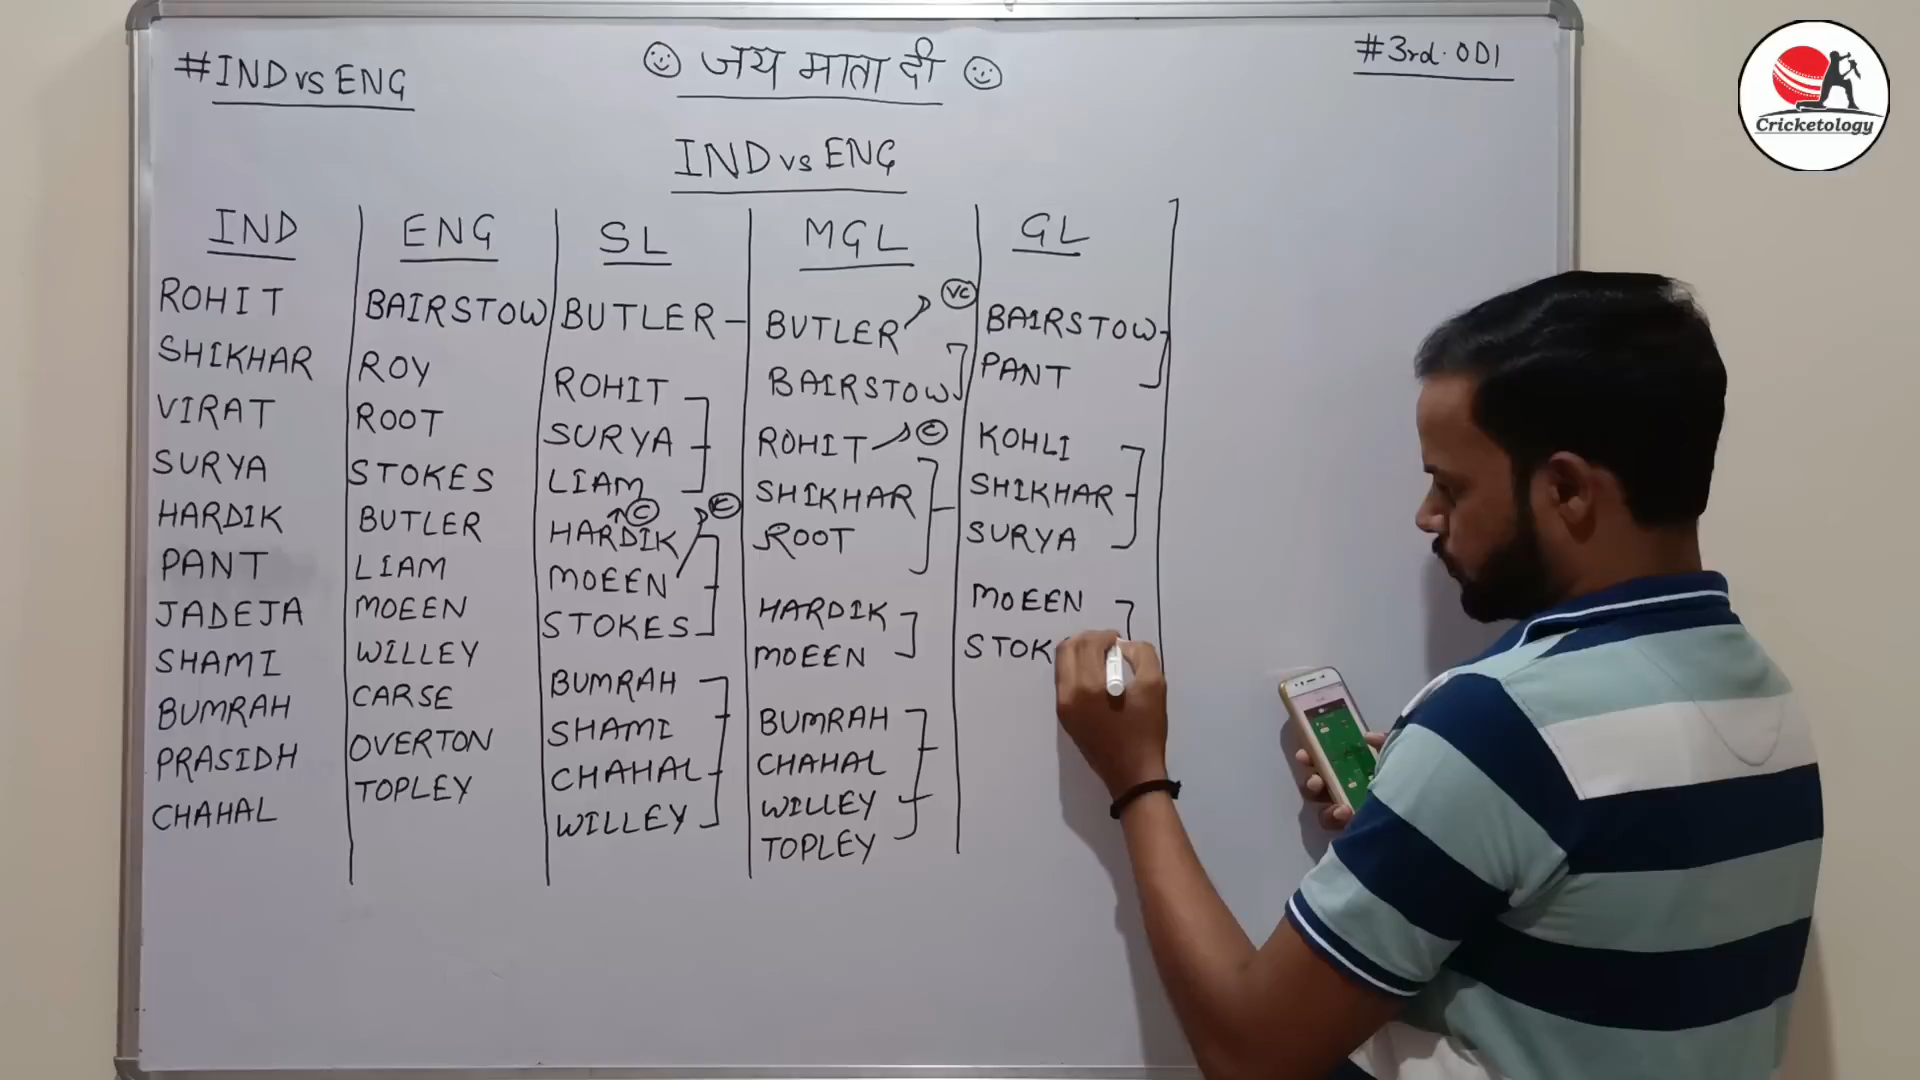 #IND vs ENG
जय माता दी
#3rd. ODI
Cricketology
IND vs ENG
IND
ROHIT
SHIKHAR
VIRAT
SURYA
HARDIK
PANT
JADEJA
SHAMI
BUMRAH
PRASIDH
CHAHAL
ENG
BAIRSTOW
ROY
ROOT
STOKES
BUTLER
LIAM
MOEEN
WILLEY
CARSE
OVERTON
TOPLEY
SL
BUTLER
ROHIT
SURYA
LIAM
C
HARDIK
MOEEN
STOKES
BUMRAH
SHAMI
CHAHAL
WILLEY
MGL
VC
BUTLER
BAIRSTOW
ROHIT C
SHIKHAR
ROOT
HARDIK
MOEEN
BUMRAH
CHAHAL
WILLEY
TOPLEY
GL
BAIRSTOW
PANT
KOHLI
SHIKHAR
SURYA
MOEEN
STOK